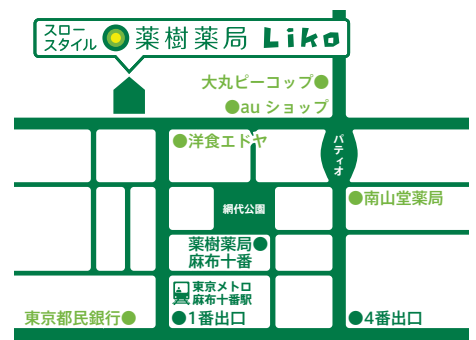 スロー
スタイル
薬樹薬局 Liko
大丸ピーコップ
auショップ
洋食エドヤ
パティオ
網代公園
南山堂薬局
薬樹薬局
麻布十番
東京メトロ
麻布十番駅
東京都民銀行
1番出口
4番出口